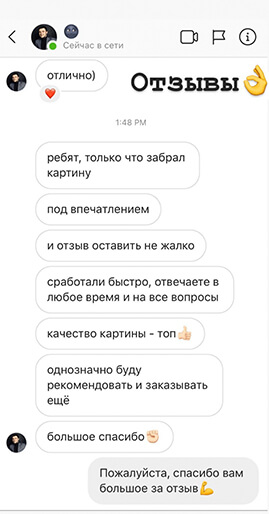 Сейчас в сети
отлично)
Отзывы👌
1:48 PM
ребят, только что забрал
картину
под впечатлением
и отзыв оставить не жалко
сработали быстро, отвечаете в
любое время и на все вопросы
качество картины - топ👍🏻
однозначно буду
рекомендовать и заказывать
ещё
большое спасибо✊🏻
Пожалуйста, спасибо вам
большое за отзыв💪